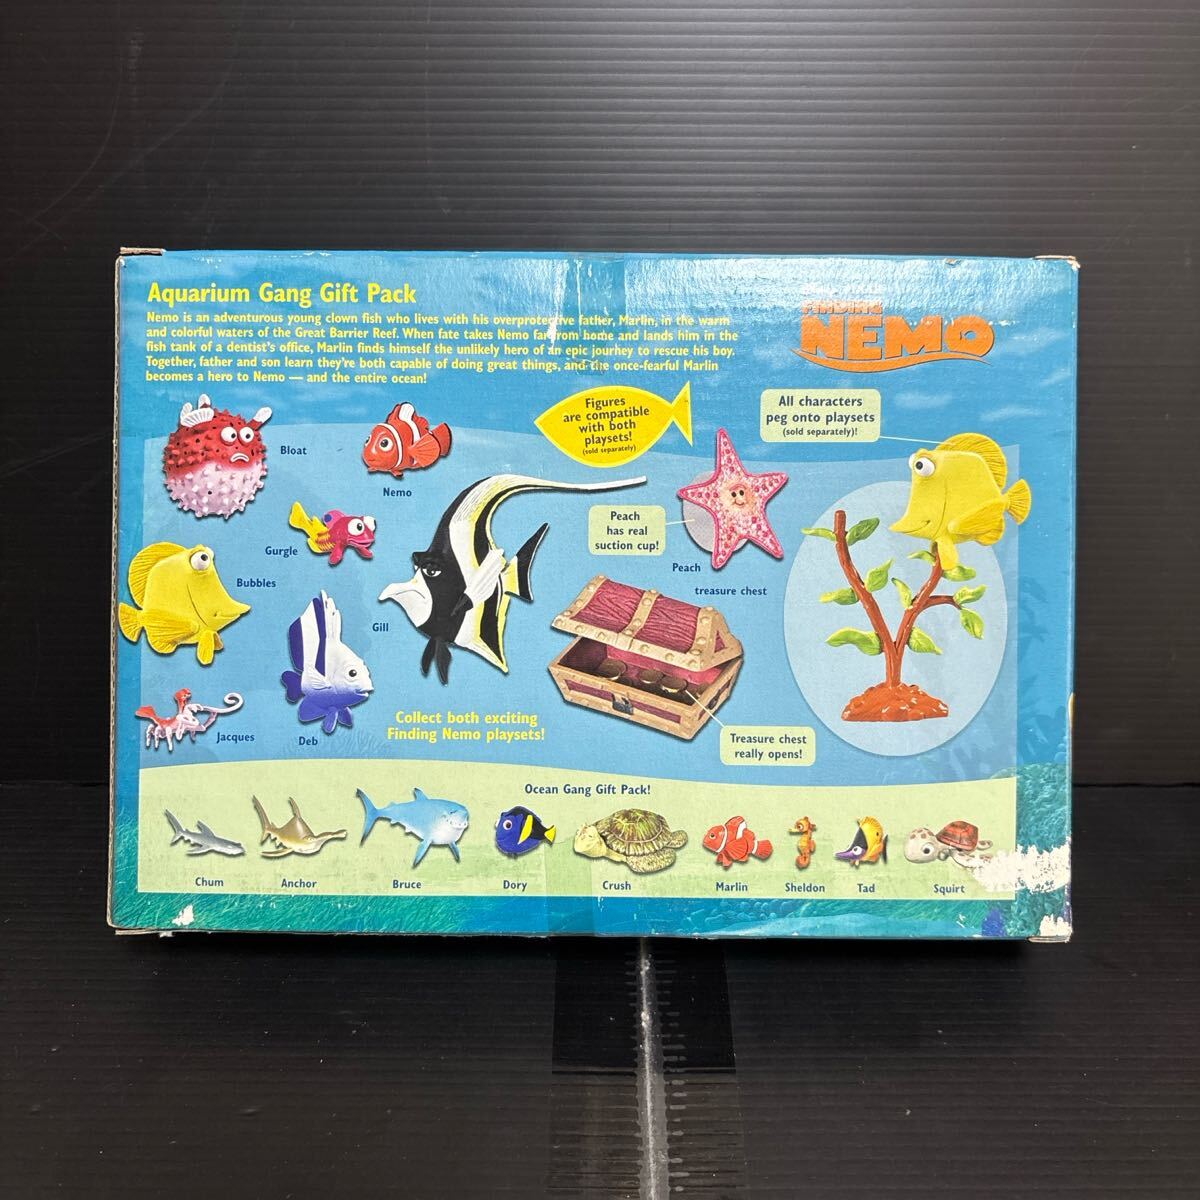 Aquarium Gang Gift Pack
Nemo is an adventurous young clown fish who lives with his overprotective father, Marlin, in the warm
and colorful waters of the Great Barrier Reef. When fate takes Nemo far from home and lands him in the
fish tank of a dentist's office, Marlin finds himself the unlikely hero of an epic journey to rescue his boy.
Together, father and son learn they're both capable of doing great things, and the once-fearful Marlin
becomes a hero to Nemo — and the entire ocean!
FINDING
NEMO
Figures
are compatible
with both
playsets!
(sold separately)
All characters
peg onto playsets
(sold separately)!
Bloat
Nemo
Gurgle
Bubbles
Gill
Peach
has real
suction cup!
Peach
treasure chest
Jacques
Deb
Collect both exciting
Finding Nemo playsets!
Treasure chest
really opens!
Ocean Gang Gift Pack!
Chum
Anchor
Bruce
Dory
Crush
Marlin
Sheldon
Tad
Squirt